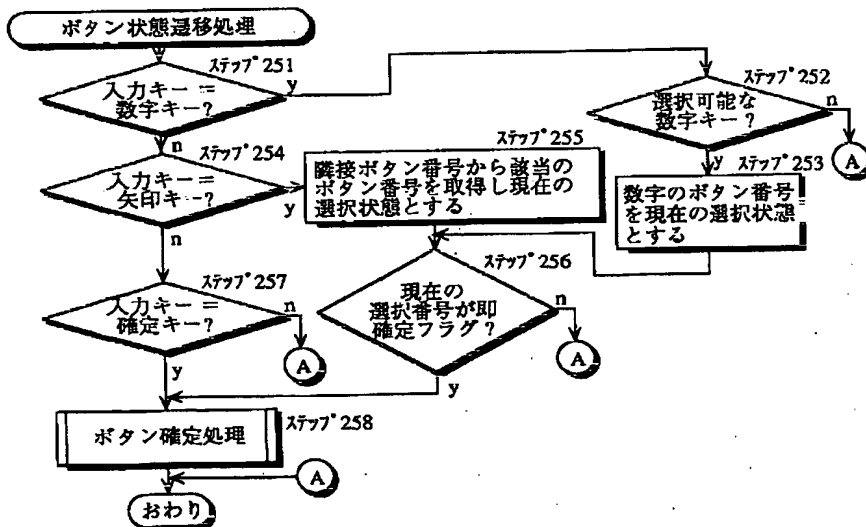 ボタン状態遷移処理
ステップ251
入力キー＝
数字キー？
y
n
ステップ252
選択可能な
数字キー？
n
y
A
ステップ253
数字のボタン番号
を現在の選択状態
とする
ステップ254
入力キー＝
矢印キー？
y
n
ステップ255
隣接ボタン番号から該当の
ボタン番号を取得し現在の
選択状態とする
ステップ256
現在の
選択番号が即
確定フラグ？
n
y
A
ステップ257
入力キー＝
確定キー？
n
y
A
ステップ258
ボタン確定処理
A
おわり